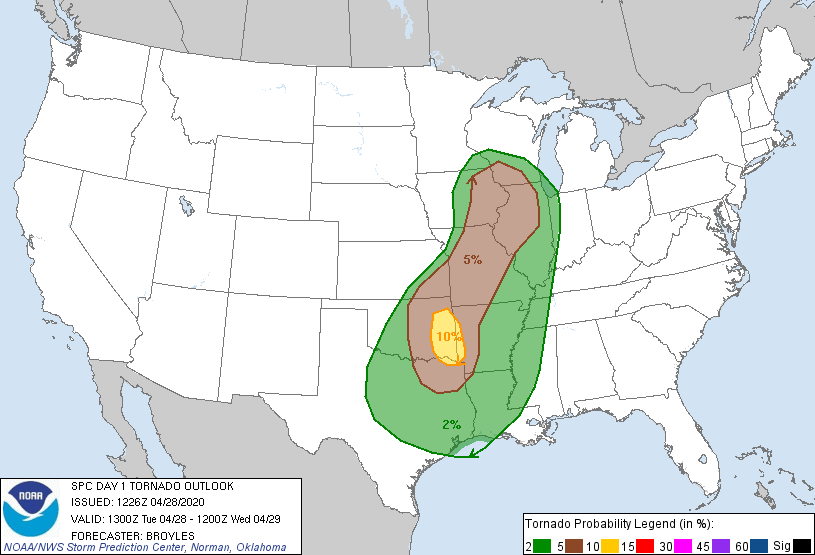 5%
10%
2%
NOAA
SPC DAY 1 TORNADO OUTLOOK
ISSUED: 1226Z 04/28/2020
VALID: 1300Z Tue 04/28 - 1200Z Wed 04/29
FORECASTER: BROYLES
NOAA/NWS Storm Prediction Center, Norman, Oklahoma
Tornado Probability Legend (in %):
2 5 10 15 30 45 60 Sig